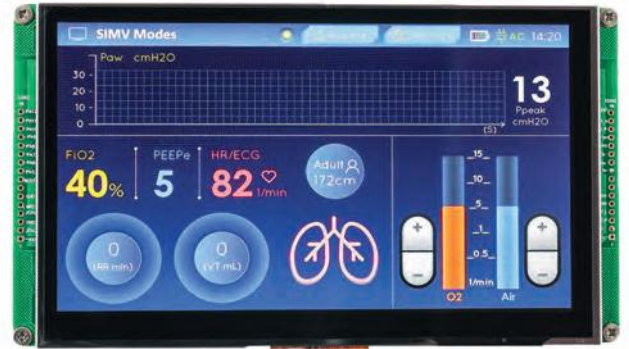 SIMV Modes
AC 14:20
Paw cmH2O
30
20
10
0
(S)
13
Ppeak
cmH2O
FiO2
40%
PEEPe
5
HR/ECG
82 1/min
Adult
172cm
0
(RR min)
0
(VT mL)
15
10
5
1
0.5
1/min
+
-
+
-
O2
Air